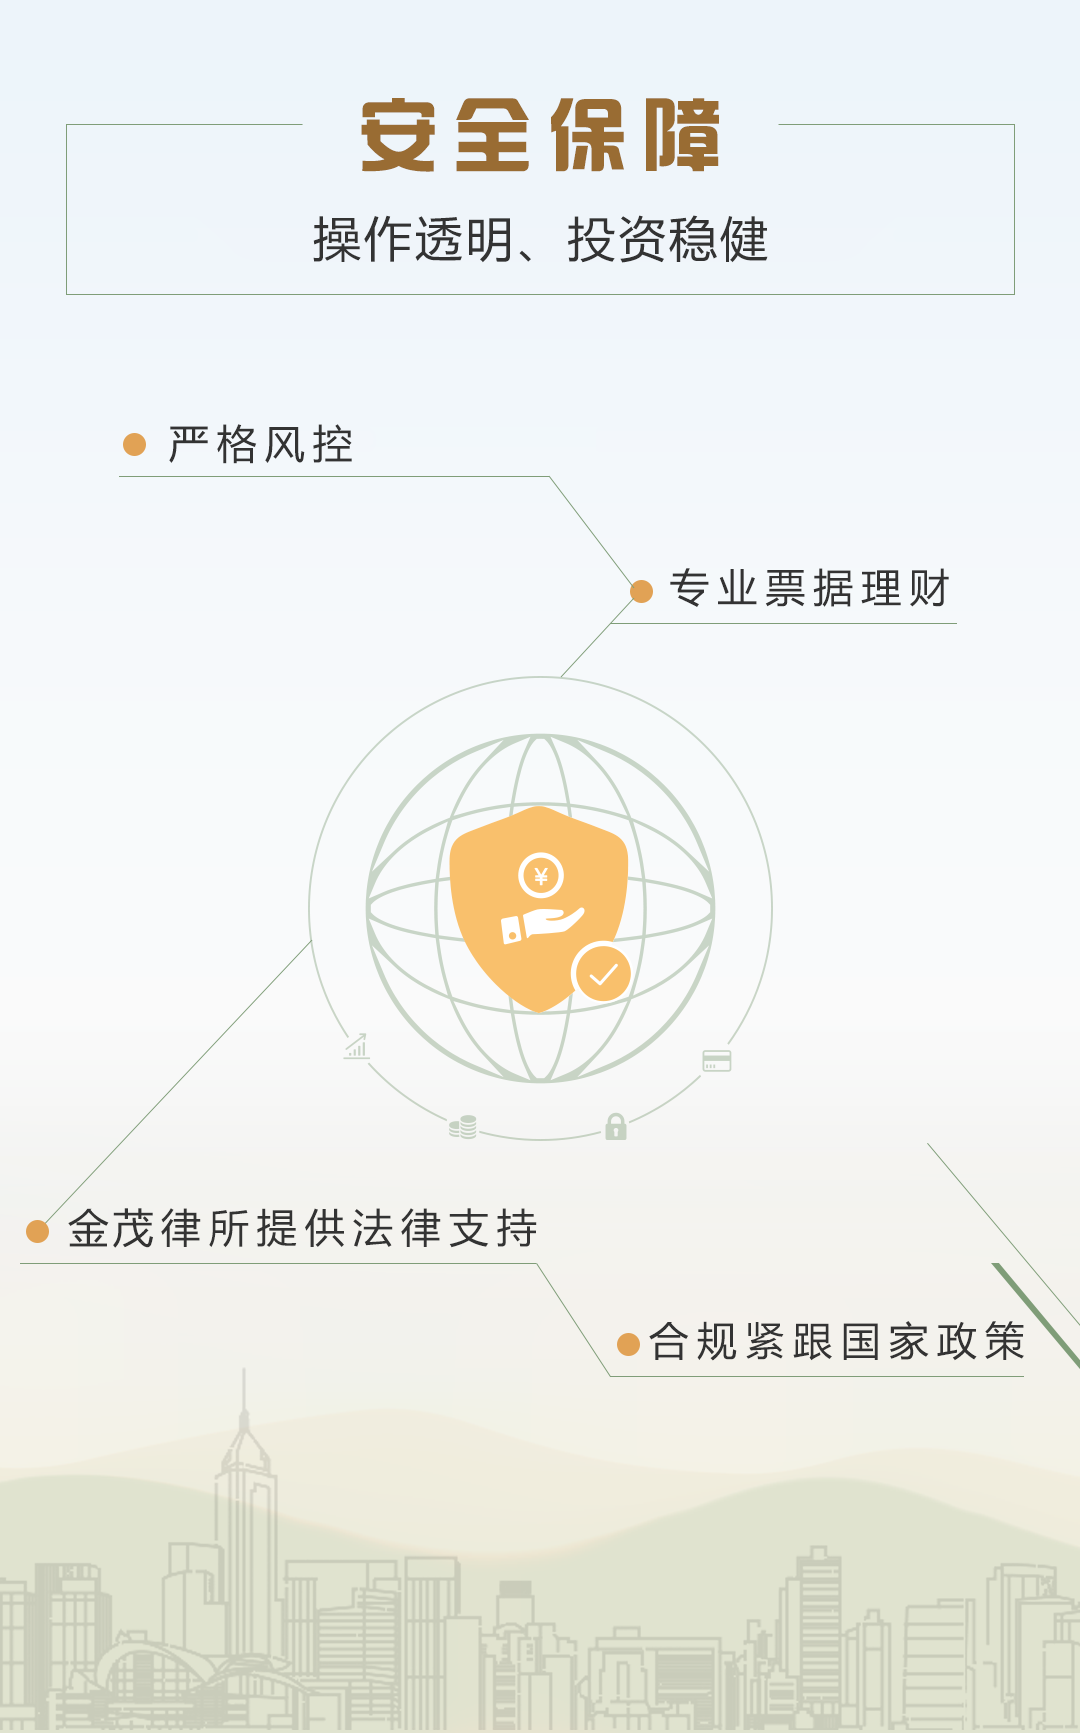 安全保障
操作透明、投资稳健
严格风控
专业票据理财
¥
金茂律所提供法律支持
合规紧跟国家政策